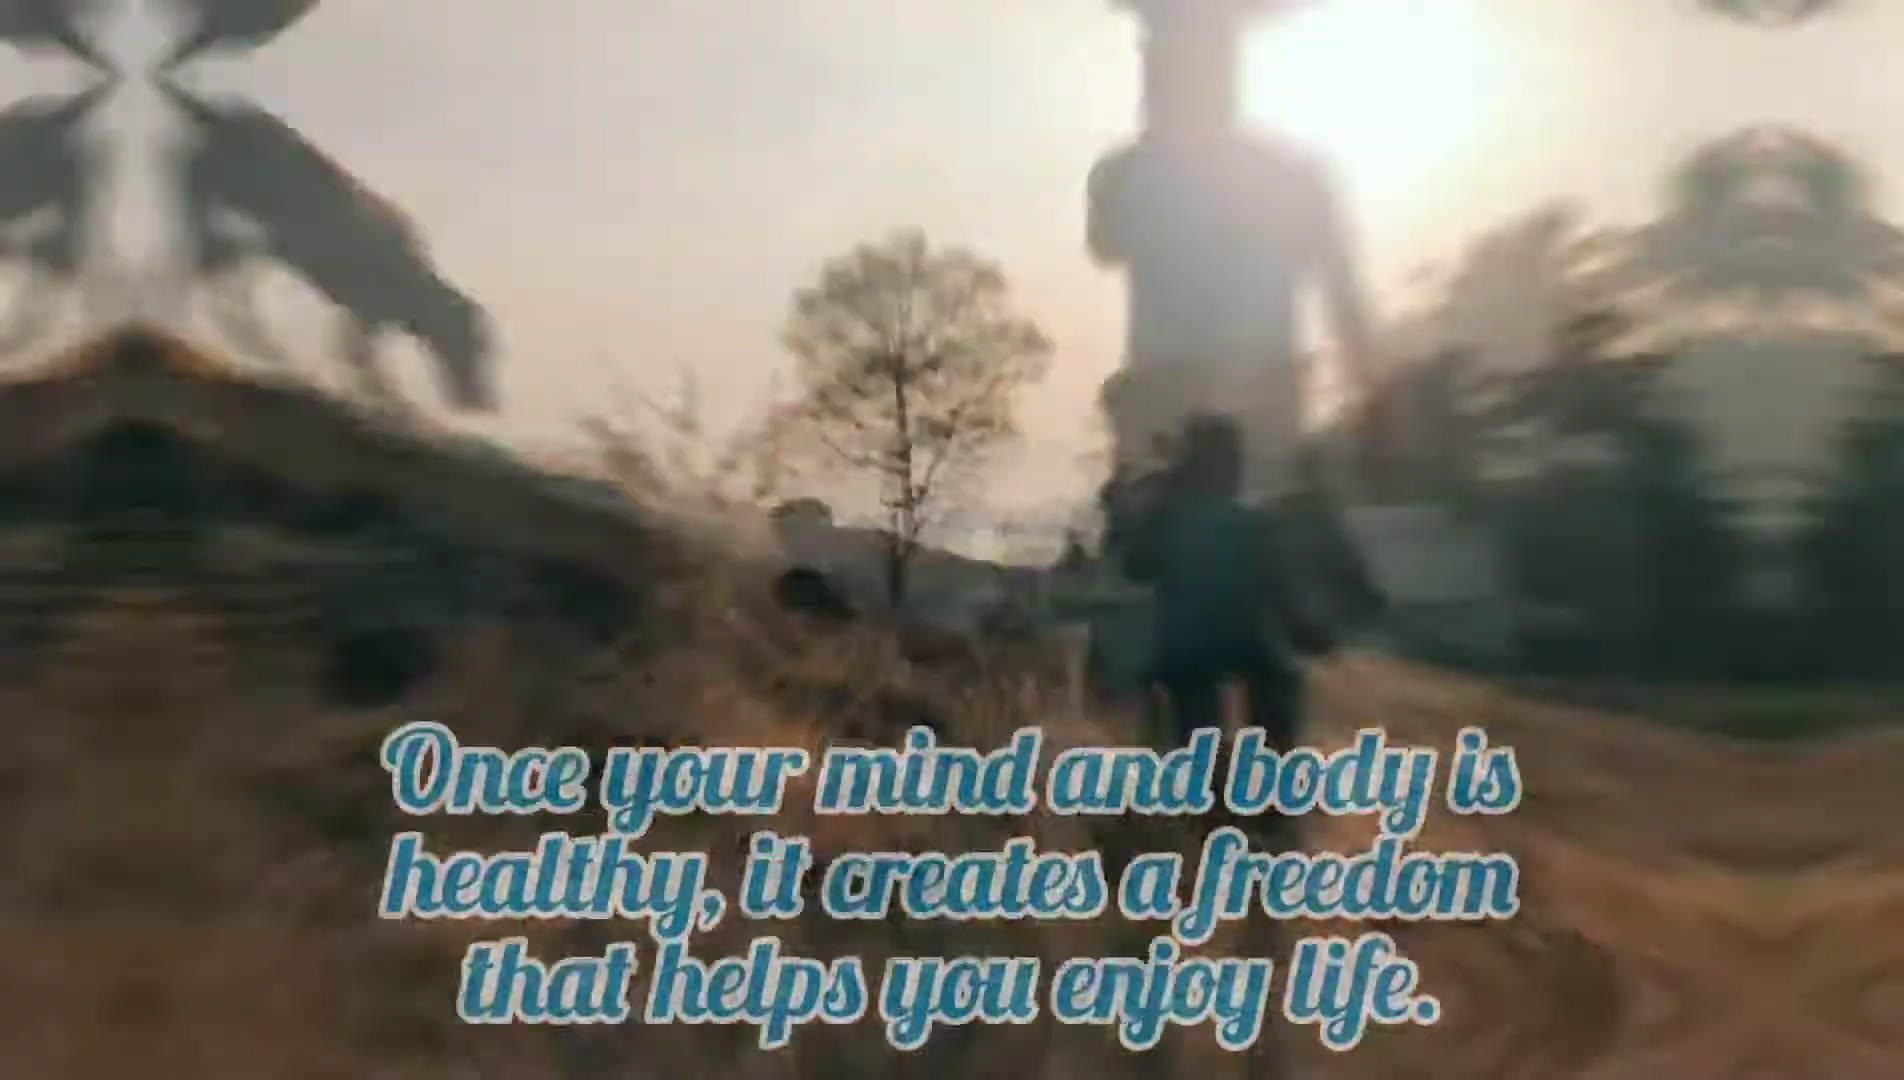 Once your mind and body is
healthy, it creates a freedom
that helps you enjoy life.